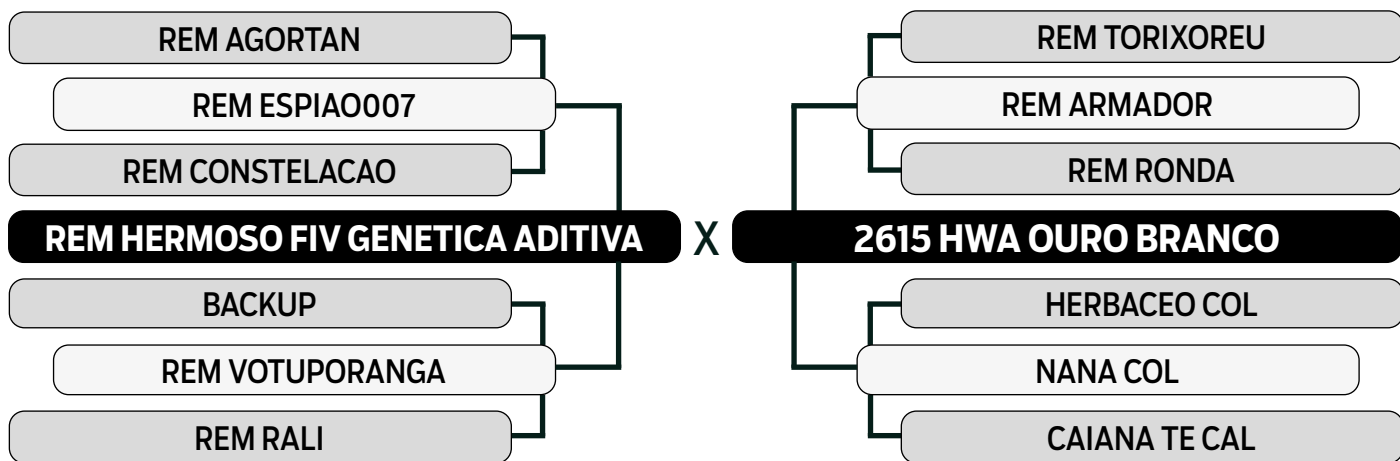 REM AGORTAN
REM ESPIAO007
REM CONSTELACAO
REM HERMOSO FIV GENETICA ADITIVA
BACKUP
REM VOTUPORANGA
REM RALI
X
REM TORIXOREU
REM ARMADOR
REM RONDA
2615 HWA OURO BRANCO
HERBACEO COL
NANA COL
CAIANA TE CAL